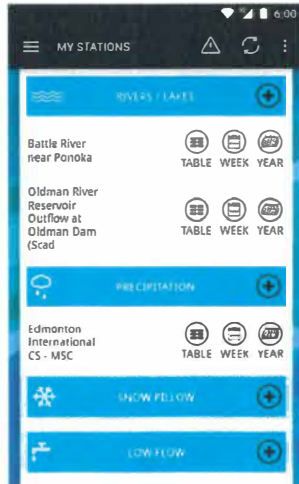 6:00
MY STATIONS
RIVERS / LAKES
Battle River
near Ponoka
TABLE WEEK YEAR
Oldman River
Reservoir
Outflow at
Oldman Dam
(Scad
TABLE WEEK YEAR
PRECIPITATION
Edmonton
International
CS - MSC
TABLE WEEK YEAR
SNOW PILLOW
LOW FLOW